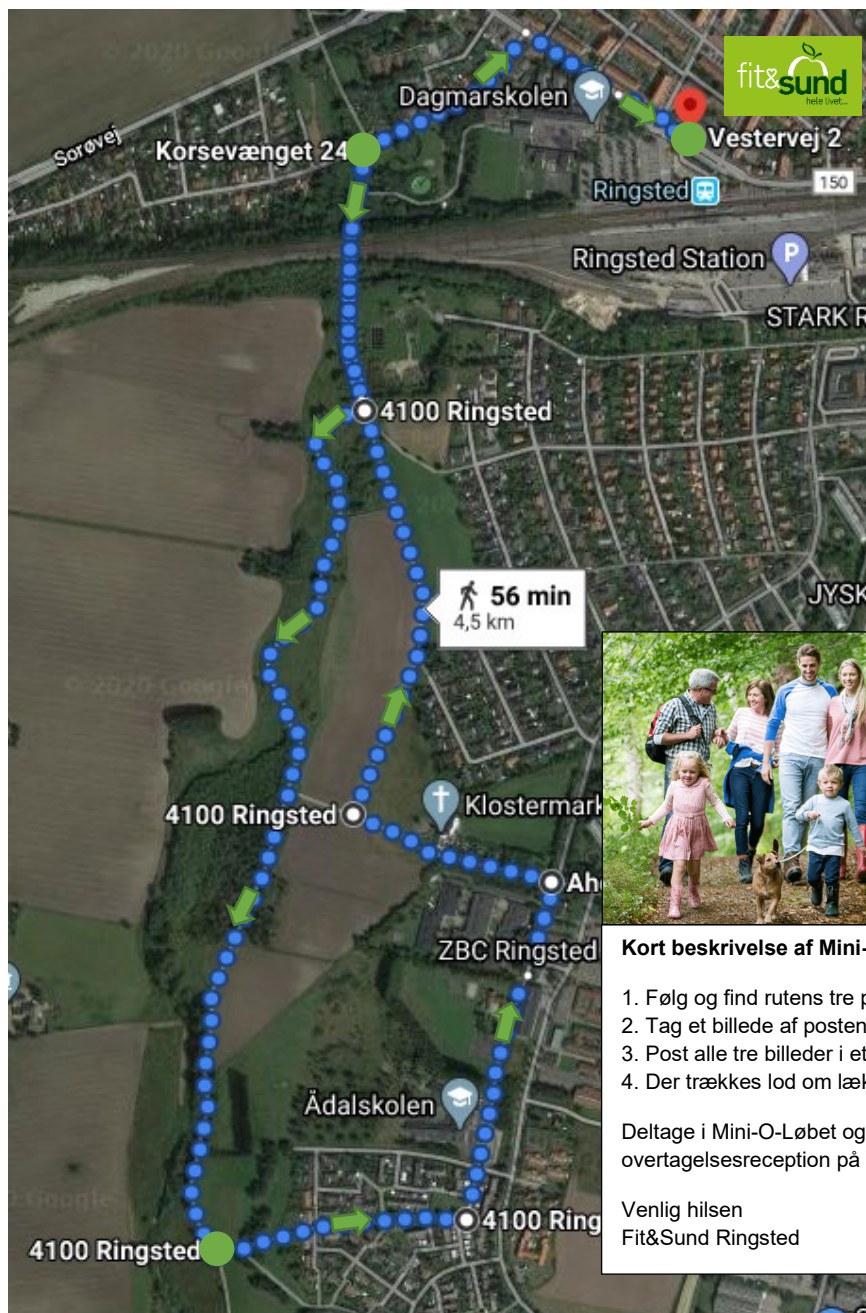 fit&sund
hele livet...
Dagmarskolen
Sorøvej
Korsevænget 24
Vestervej 2
Ringsted
150
Ringsted Station
P
STARK R
4100 Ringsted
56 min
4,5 km
JYSK
4100 Ringsted
Klostermark
ZBC Ringsted
Ådalskolen
4100 Ring
4100 Ringsted
Kort beskrivelse af Mini-
1. Følg og find rutens tre p
2. Tag et billede af posten
3. Post alle tre billeder i et
4. Der trækkes lod om læk
Deltage i Mini-O-Løbet og
overtagelsesreception på
Venlig hilsen
Fit&Sund Ringsted